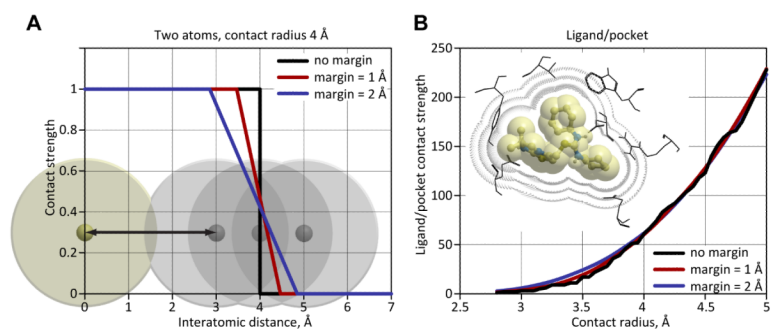 A
Two atoms, contact radius 4 Å
Contact strength
1
0.8
0.6
0.4
0.2
0
no margin
margin = 1 Å
margin = 2 Å
0 1 2 3 4 5 6 7
Interatomic distance, Å
B
Ligand/pocket
Ligand/pocket contact strength
250
200
150
100
50
0
no margin
margin = 1 Å
margin = 2 Å
2.5 3 3.5 4 4.5 5
Contact radius, Å